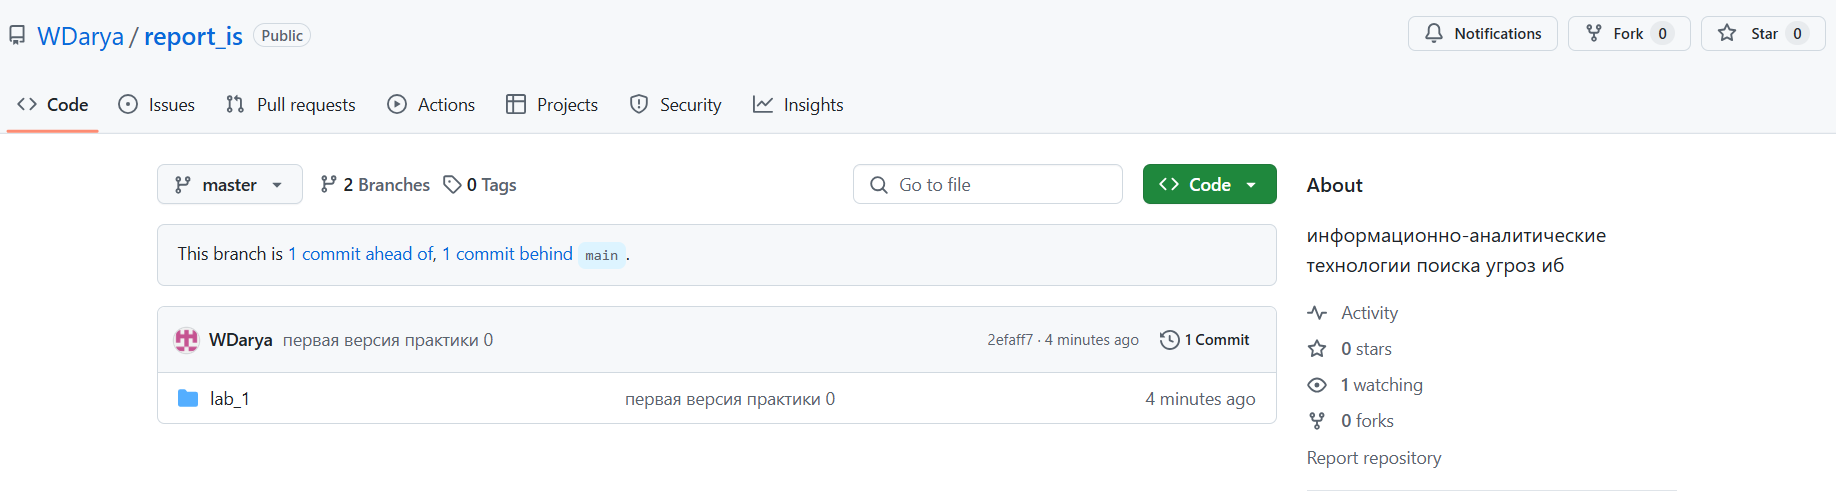 WDarya / report_is Public
Notifications Fork 0 Star 0
Code Issues Pull requests Actions Projects Security Insights
master 2 Branches 0 Tags Go to file Code
This branch is 1 commit ahead of, 1 commit behind main.
WDarya первая версия практики 0 2efaff7 · 4 minutes ago 1 Commit
lab_1 первая версия практики 0 4 minutes ago
About
информационно-аналитические
технологии поиска угроз иб
Activity
0 stars
1 watching
0 forks
Report repository